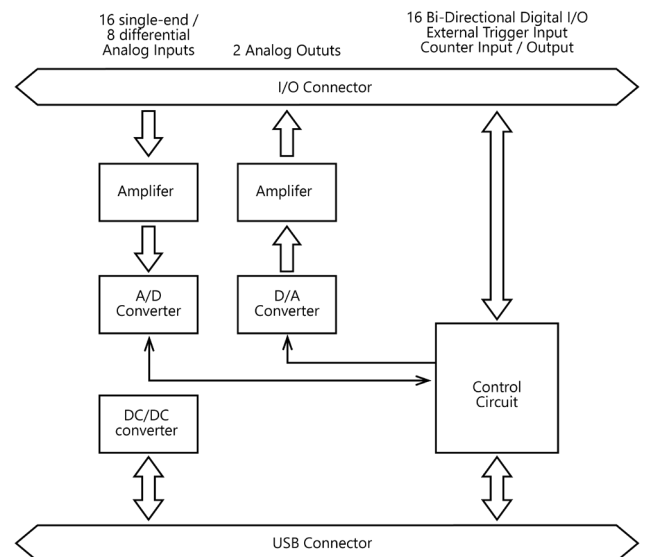 16 single-end /
8 differential
Analog Inputs
2 Analog Oututs
16 Bi-Directional Digital I/O
External Trigger Input
Counter Input / Output
I/O Connector
Amplifer
Amplifer
A/D
Converter
D/A
Converter
Control
Circuit
DC/DC
converter
USB Connector